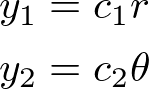 y₁ = c₁r
y₂ = c₂θ